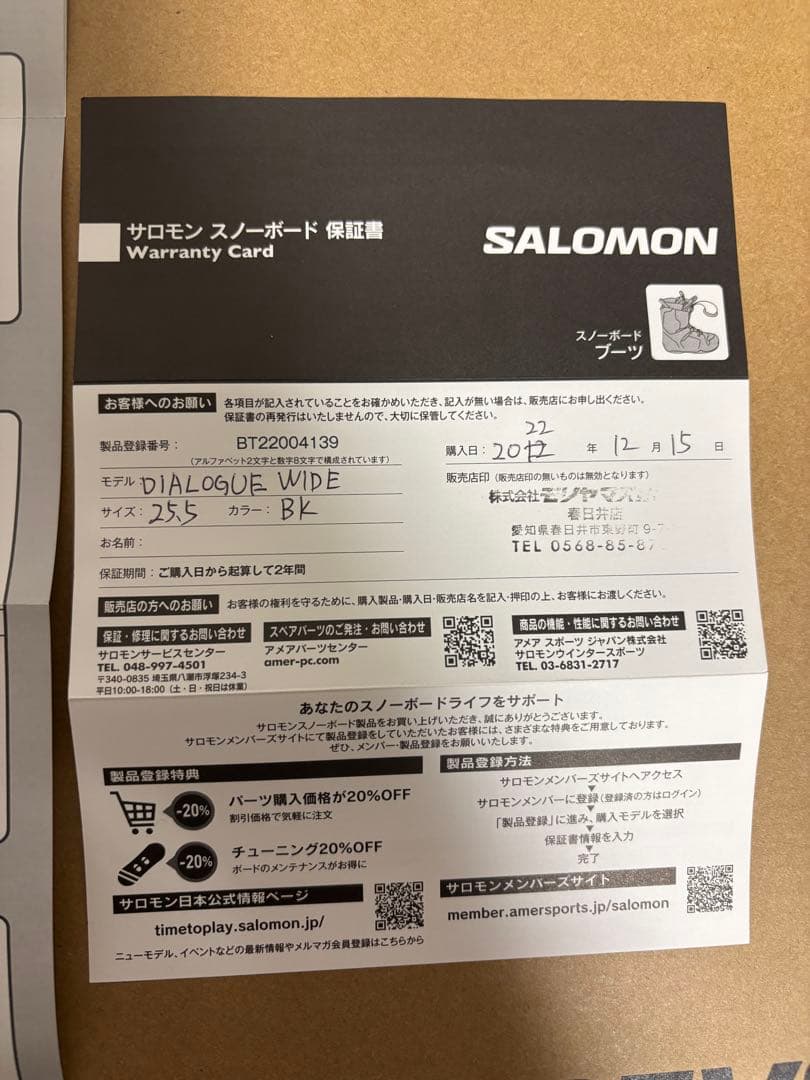 サロモン スノーボード 保証書
Warranty Card
SALOMON
スノーボード
ブーツ
お客様へのお願い 各項目が記入されていることをお確かめいただき、記入が無い場合は、販売店にお申し出ください。
保証書の再発行はいたしませんので、大切に保管してください。
製品登録番号： BT22004139
(アルファベット2文字と数字8文字で構成されています)
モデル DIALOGUE WIDE
サイズ： 25.5 カラー： BK
お名前：
保証期間：ご購入日から起算して2年間
22
購入日： 2012 年 12 月 15 日
販売店印 (販売店印の無いものは無効となります)
株式会社モリヤマス
春日井店
愛知県春日井市東野町 9-7
TEL 0568-85-87
販売店の方へのお願い お客様の権利を守るために、購入製品・購入日・販売店名を記入・押印の上、お客様にお渡しください。
保証・修理に関するお問い合わせ
サロモンサービスセンター
TEL. 048-997-4501
〒340-0835 埼玉県八潮市浮塚234-3
平日10:00-18:00（土・日・祝日は休業）
スペアパーツのご発注・お問い合わせ
アメアパーツセンター
amer-pc.com
商品の機能・性能に関するお問い合わせ
アメア スポーツ ジャパン株式会社
サロモンウインタースポーツ
TEL. 03-6831-2717
あなたのスノーボードライフをサポート
サロモンスノーボード製品をお買い上げいただき、誠にありがとうございます。
サロモンメンバーズサイトにて製品登録をしていただいたお客様には、さまざまな特典をご用意しております。
ぜひ、メンバー・製品登録をお願いいたします。
製品登録特典
-20%
パーツ購入価格が20%OFF
割引価格で気軽に注文
-20%
チューニング20%OFF
ボードのメンテナンスがお得に
サロモン日本公式情報ページ
timetoplay.salomon.jp/
ニューモデル、イベントなどの最新情報やメルマガ会員登録はこちらから
製品登録方法
サロモンメンバーズサイトへアクセス
サロモンメンバーに登録(登録済の方はログイン)
「製品登録」に進み、購入モデルを選択
保証書情報を入力
完了
サロモンメンバーズサイト
member.amersports.jp/salomon